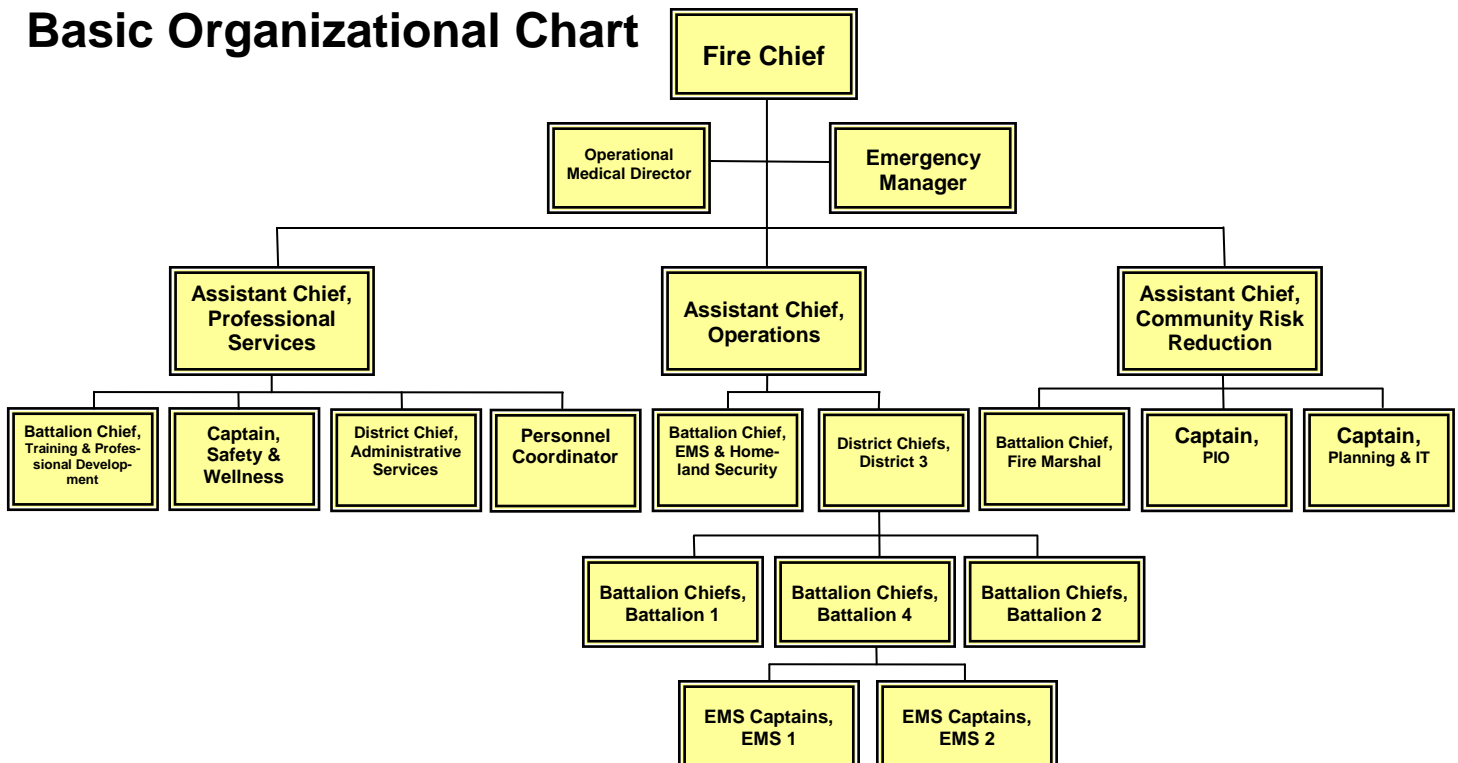 Basic Organizational Chart
Fire Chief
Operational
Medical Director
Emergency
Manager
Assistant Chief,
Professional
Services
Assistant Chief,
Operations
Assistant Chief,
Community Risk
Reduction
Battalion Chief,
Training & Profes-
sional Develop-
ment
Captain,
Safety &
Wellness
District Chief,
Administrative
Services
Personnel
Coordinator
Battalion Chief,
EMS & Home-
land Security
District Chiefs,
District 3
Battalion Chief,
Fire Marshal
Captain,
PIO
Captain,
Planning & IT
Battalion Chiefs,
Battalion 1
Battalion Chiefs,
Battalion 4
Battalion Chiefs,
Battalion 2
EMS Captains,
EMS 1
EMS Captains,
EMS 2